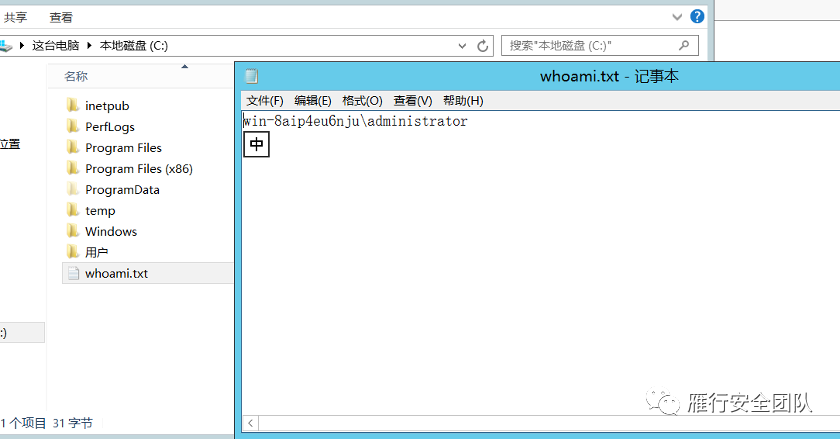 共享 查看
这台电脑 本地磁盘 (C:)
搜索"本地磁盘 (C:)"
名称
inetpub
PerfLogs
Program Files
Program Files (x86)
ProgramData
temp
Windows
用户
whoami.txt
位置
:)
1 个项目 31 字节
whoami.txt - 记事本
文件(F) 编辑(E) 格式(O) 查看(V) 帮助(H)
win-8aip4eu6nju\administrator
中
雁行安全团队